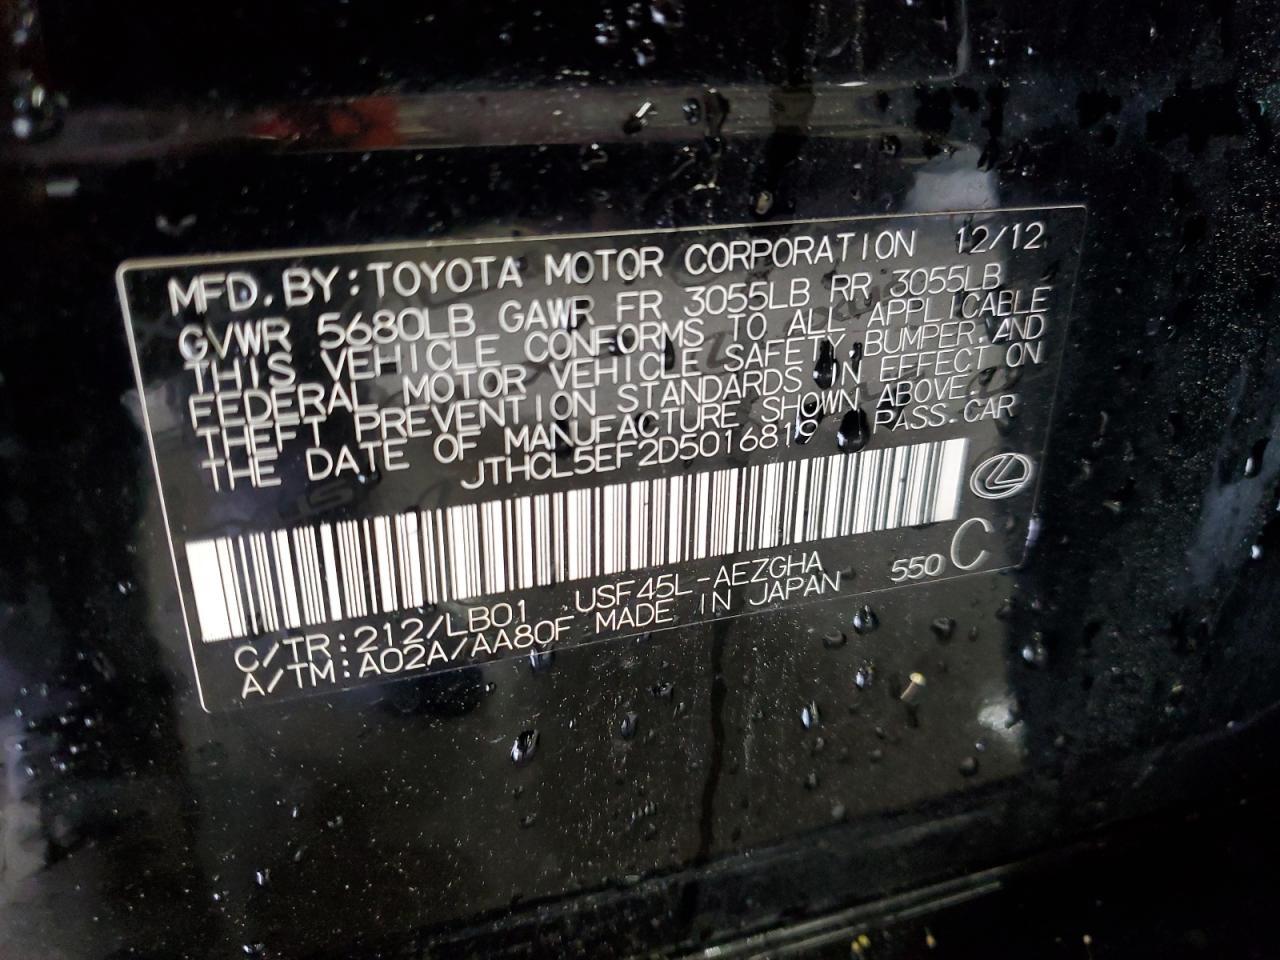 MFD. BY: TOYOTA MOTOR CORPORATION 12/12
GVWR 5680LB GAWR FR 3055LB RR 3055LB
THIS VEHICLE CONFORMS TO ALL APPLICABLE
FEDERAL MOTOR VEHICLE SAFETY, BUMPER, AND
THEFT PREVENTION STANDARDS IN EFFECT ON
THE DATE OF MANUFACTURE SHOWN ABOVE.
JTHCL5EF2D5016819 PASS. CAR
C/TR: 212/LB01 USF45L-AEZGHA 550 C
A/TM: A02A/AA80F MADE IN JAPAN